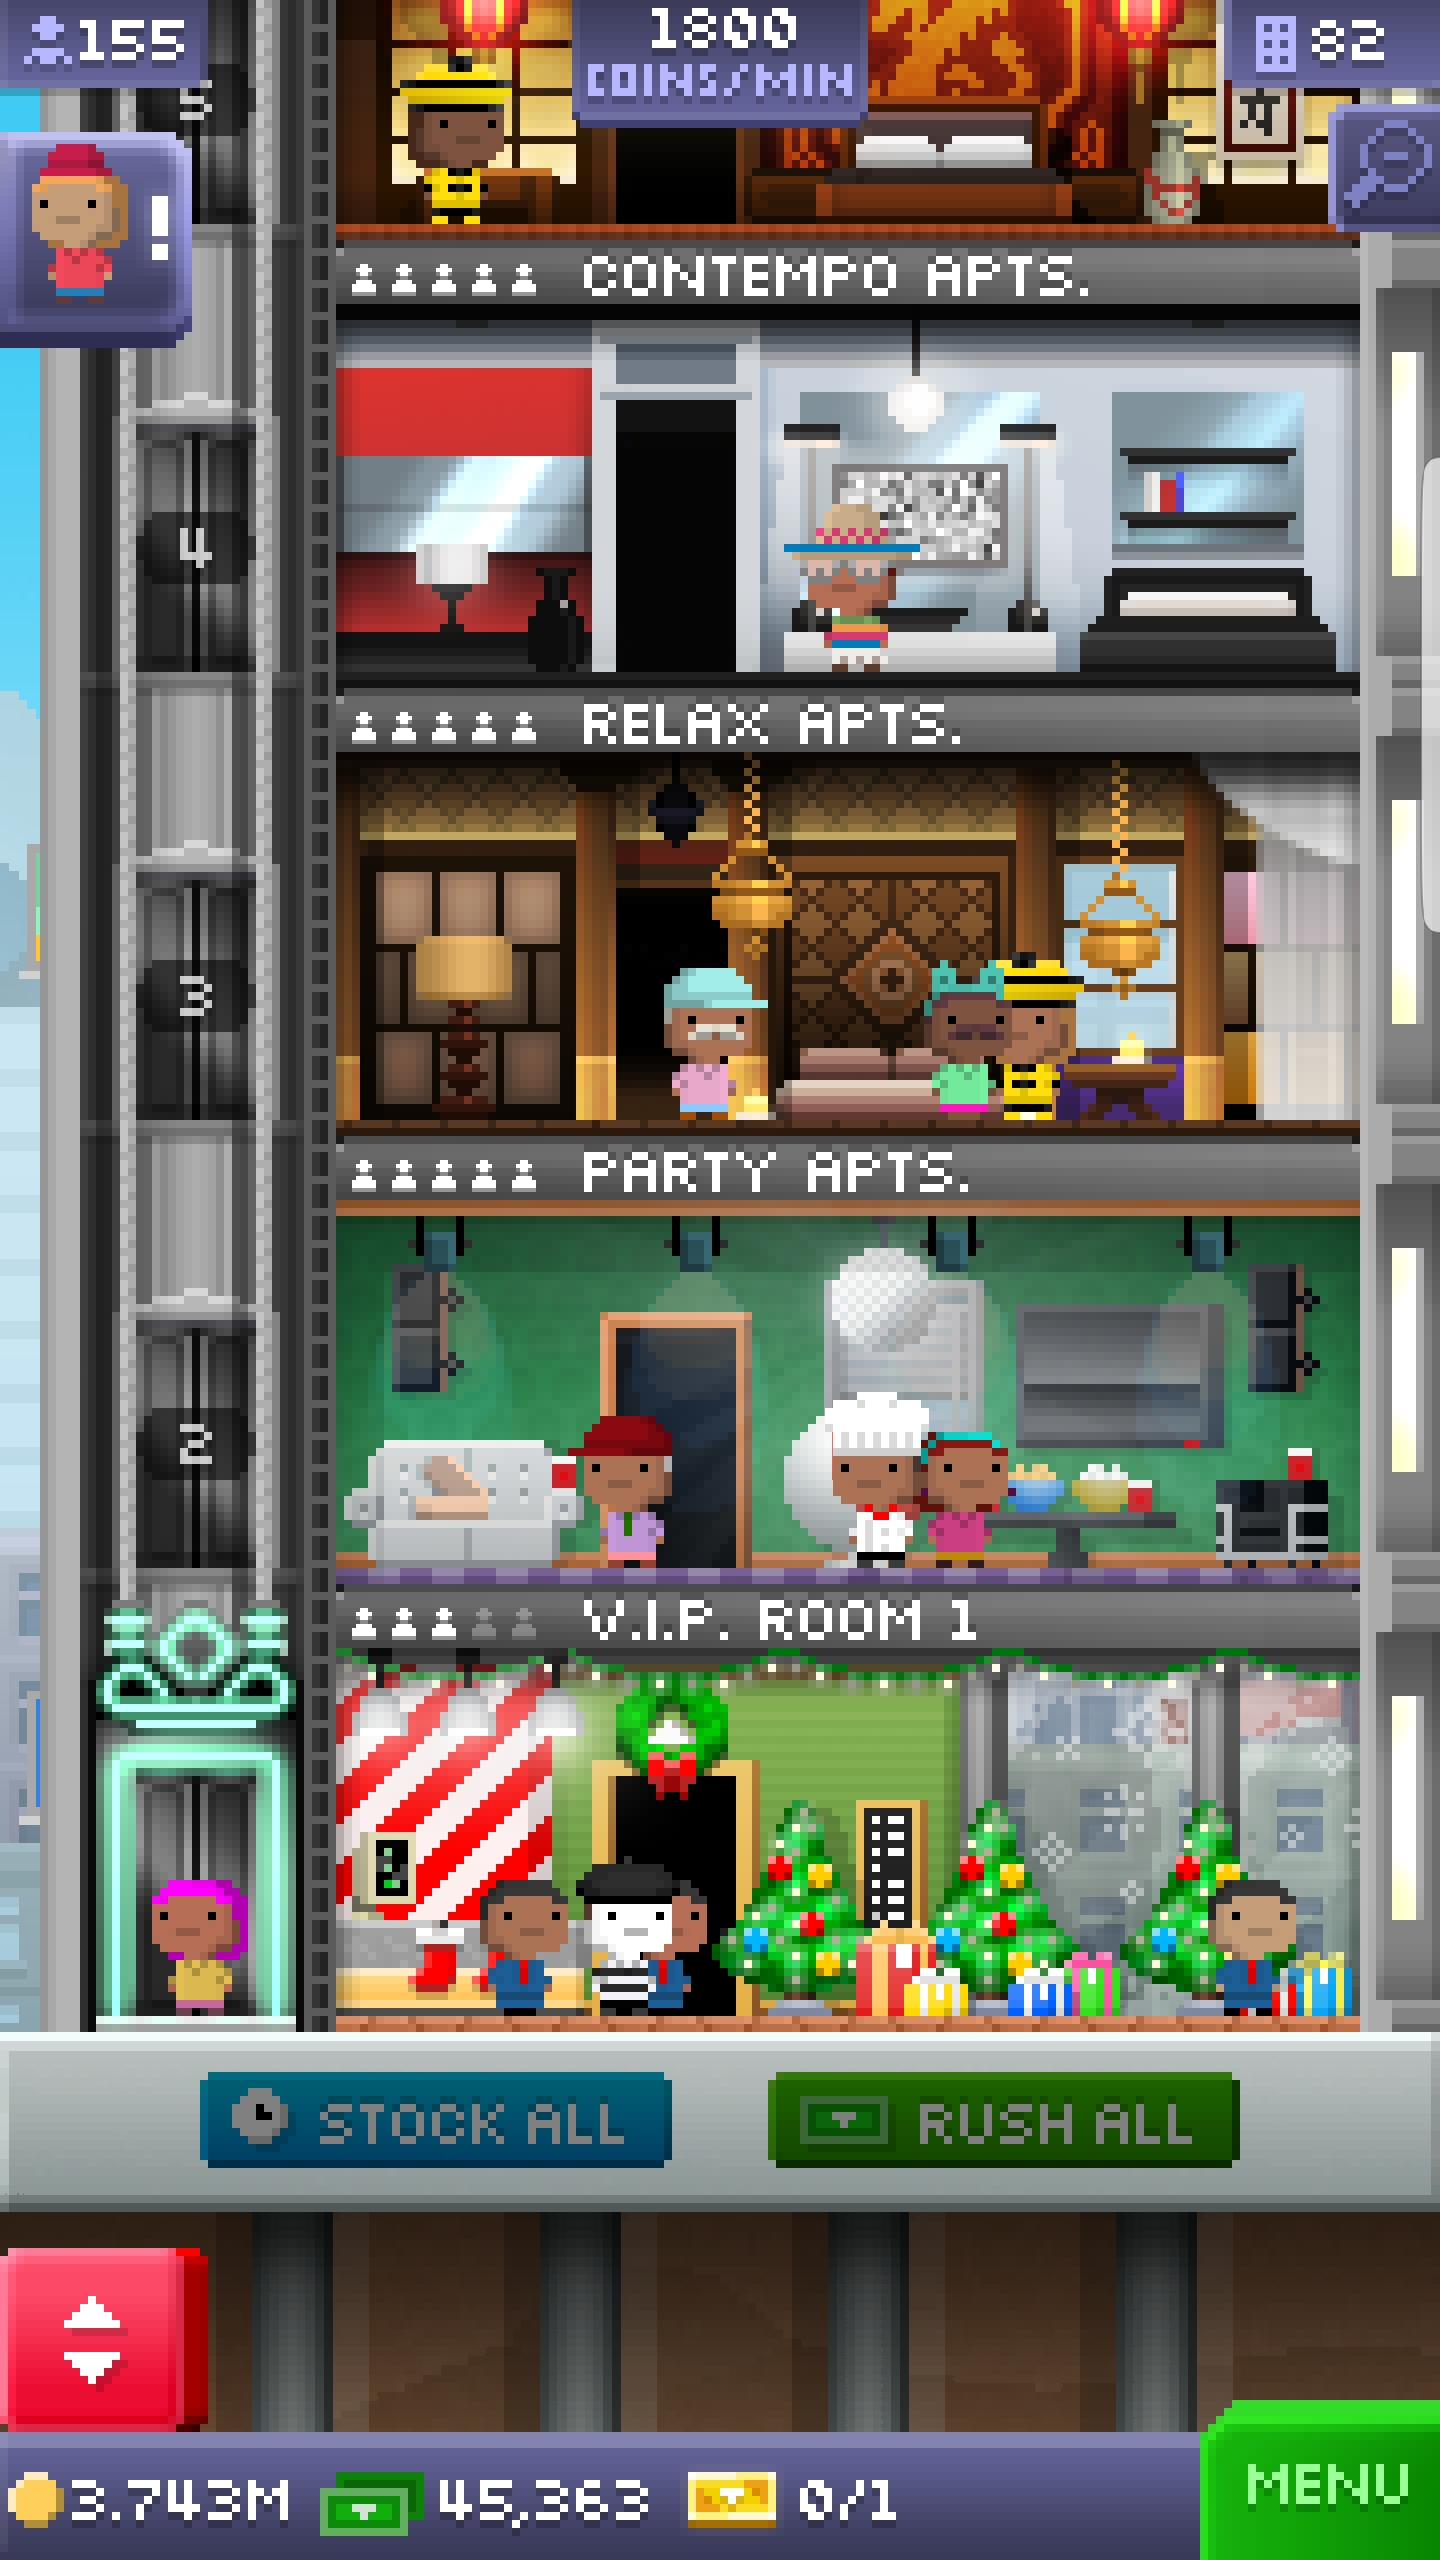 155
1800
COINS/MIN
82
5
!
CONTEMPO APTS.
4
RELAX APTS.
3
PARTY APTS.
2
V.I.P. ROOM 1
STOCK ALL
RUSH ALL
3.743M
45,363
0/1
MENU